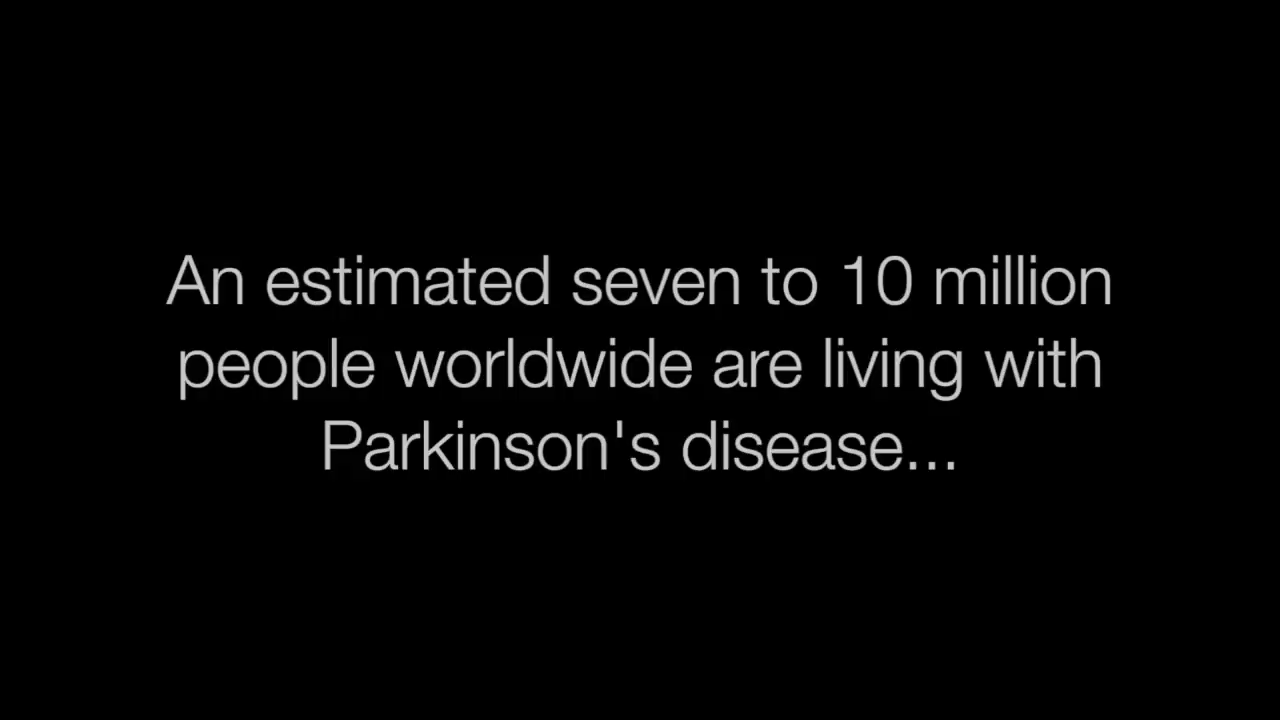 An estimated seven to 10 million
people worldwide are living with
Parkinson's disease...